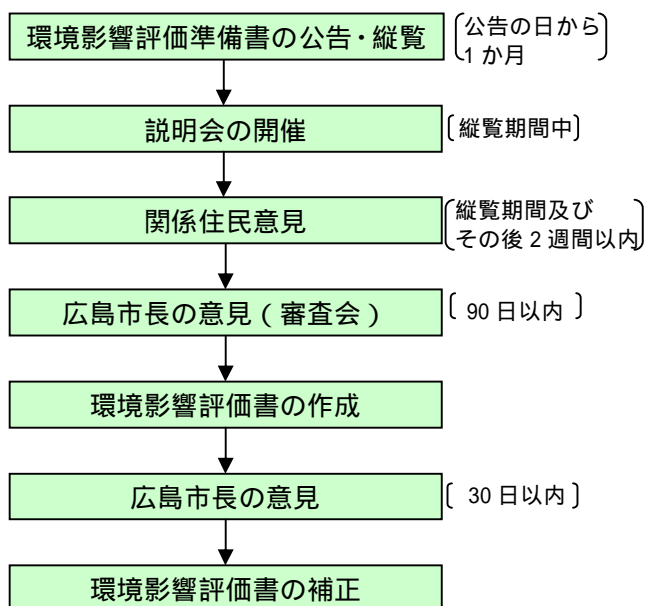 環境影響評価準備書の公告・縦覧
〔公告の日から
1か月〕
説明会の開催
〔縦覧期間中〕
関係住民意見
〔縦覧期間及び
その後2週間以内〕
広島市長の意見(審査会)
〔90日以内〕
環境影響評価書の作成
広島市長の意見
〔30日以内〕
環境影響評価書の補正